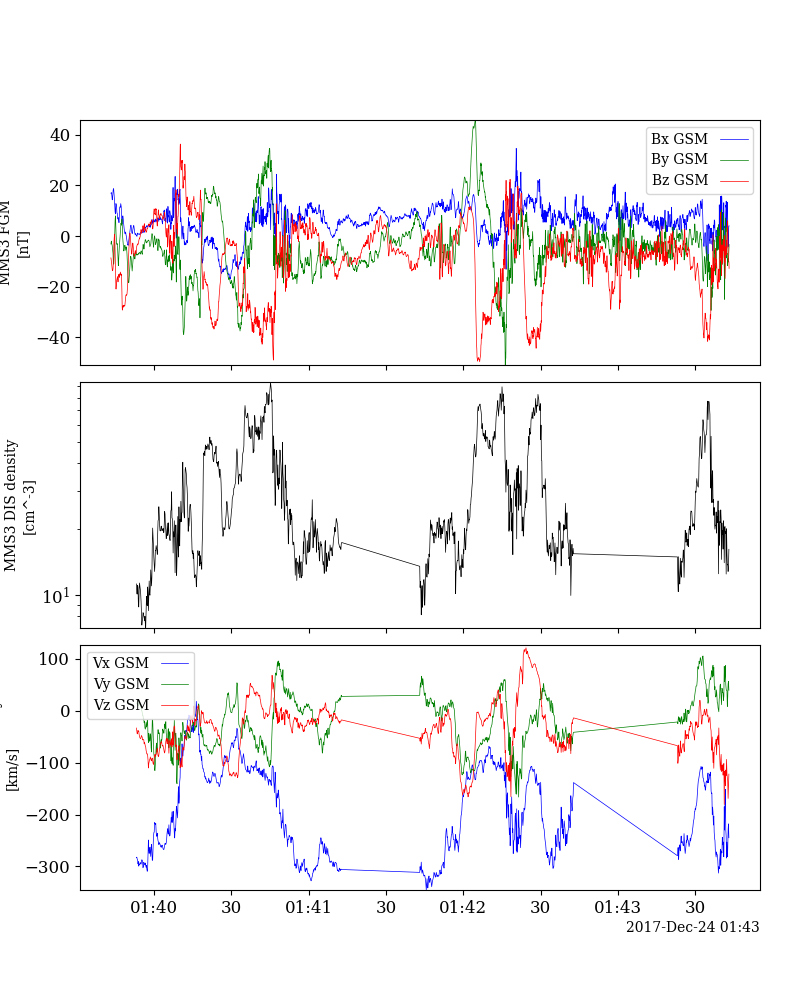 MMS3 FGM
[nT]
40
20
0
−20
−40
Bx GSM
By GSM
Bz GSM
MMS3 DIS density
[cm^-3]
10^1
[km/s]
100
0
−100
−200
−300
Vx GSM
Vy GSM
Vz GSM
01:40
30
01:41
30
01:42
30
01:43
30
2017-Dec-24 01:43